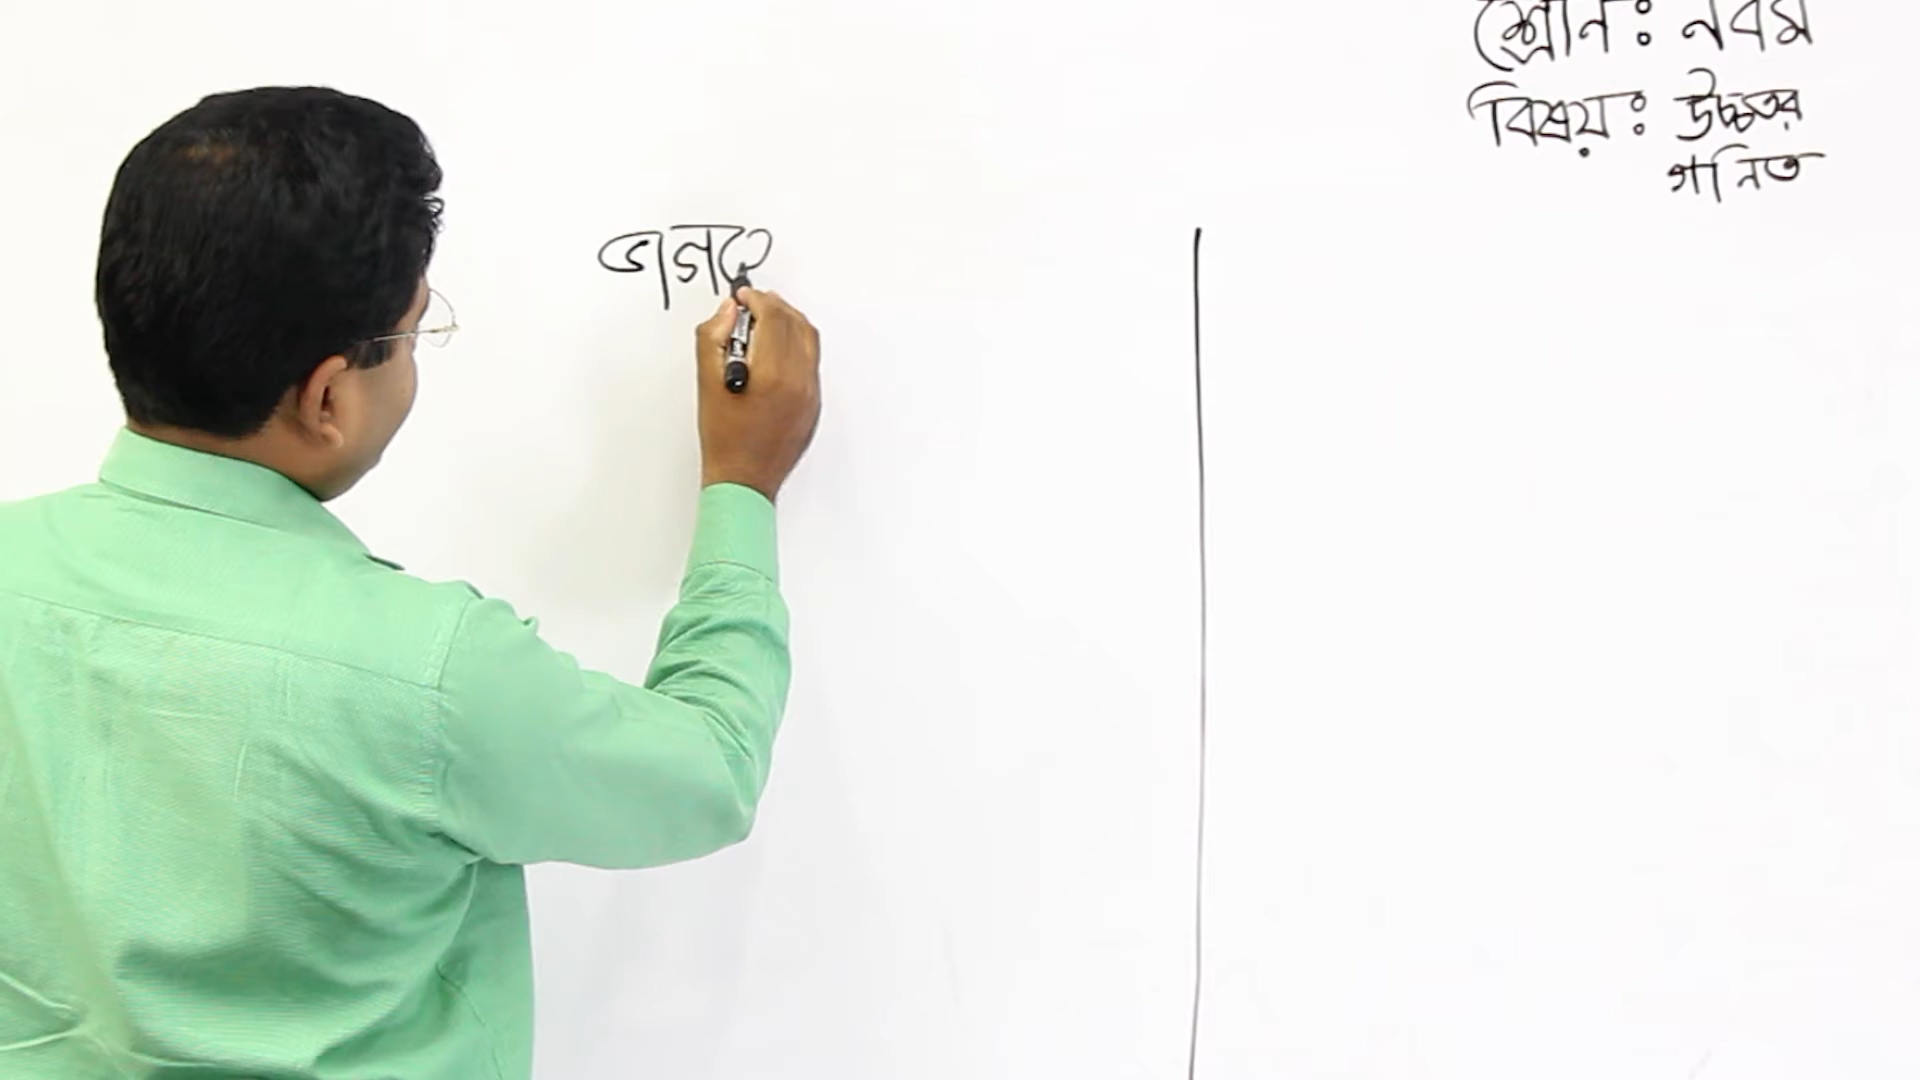 শ্রেনিঃ নবম
বিষয়ঃ উচ্চতর
গনিত